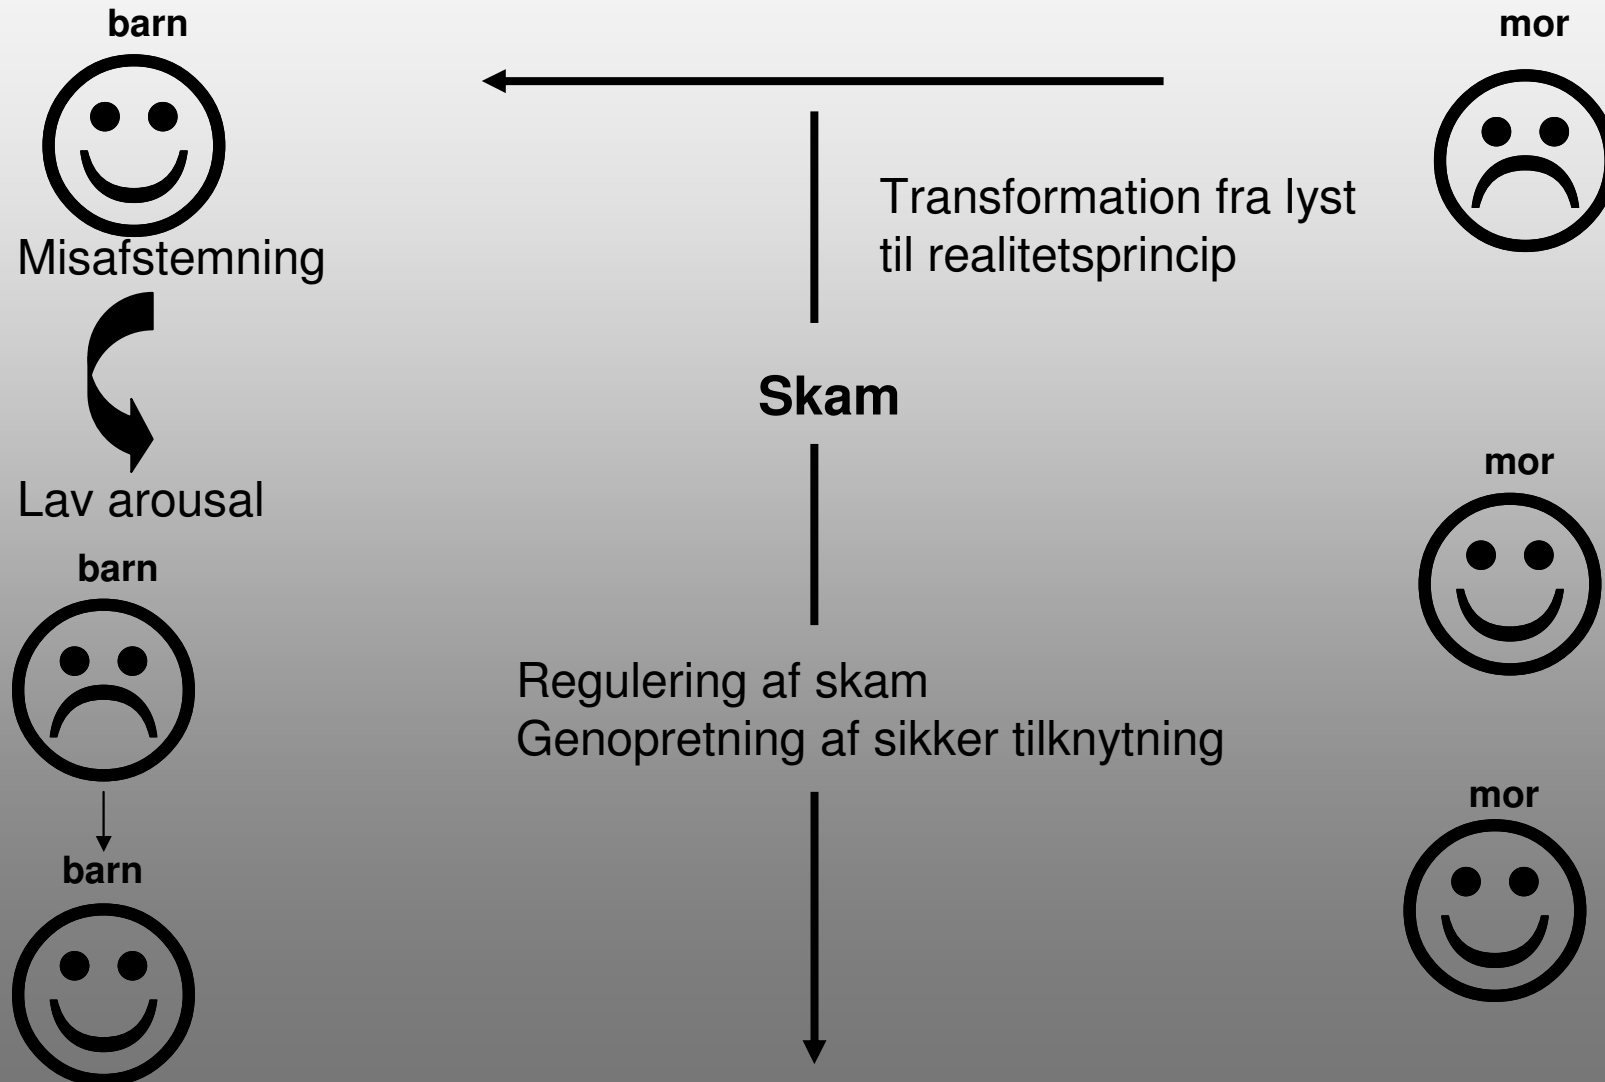 barn
mor
Transformation fra lyst
til realitetsprincip
Misafstemning
Skam
mor
Lav arousal
barn
Regulering af skam
Genopretning af sikker tilknytning
mor
barn